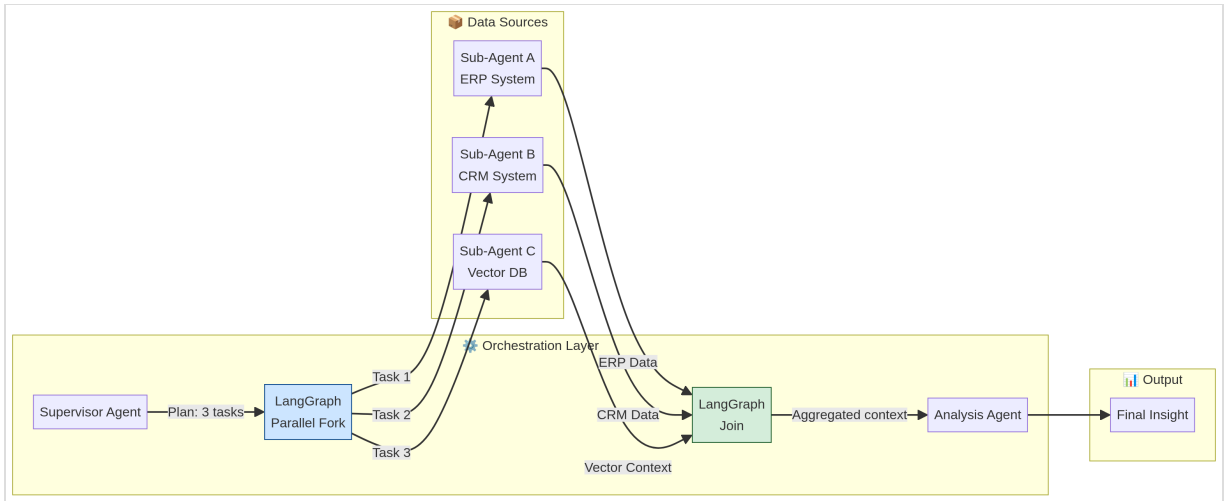 📦 Data Sources
Sub-Agent A
ERP System
Sub-Agent B
CRM System
Sub-Agent C
Vector DB
⚙️ Orchestration Layer
Supervisor Agent
Plan: 3 tasks
LangGraph
Parallel Fork
Task 1
Task 2
Task 3
ERP Data
CRM Data
Vector Context
LangGraph
Join
Aggregated context
Analysis Agent
📊 Output
Final Insight